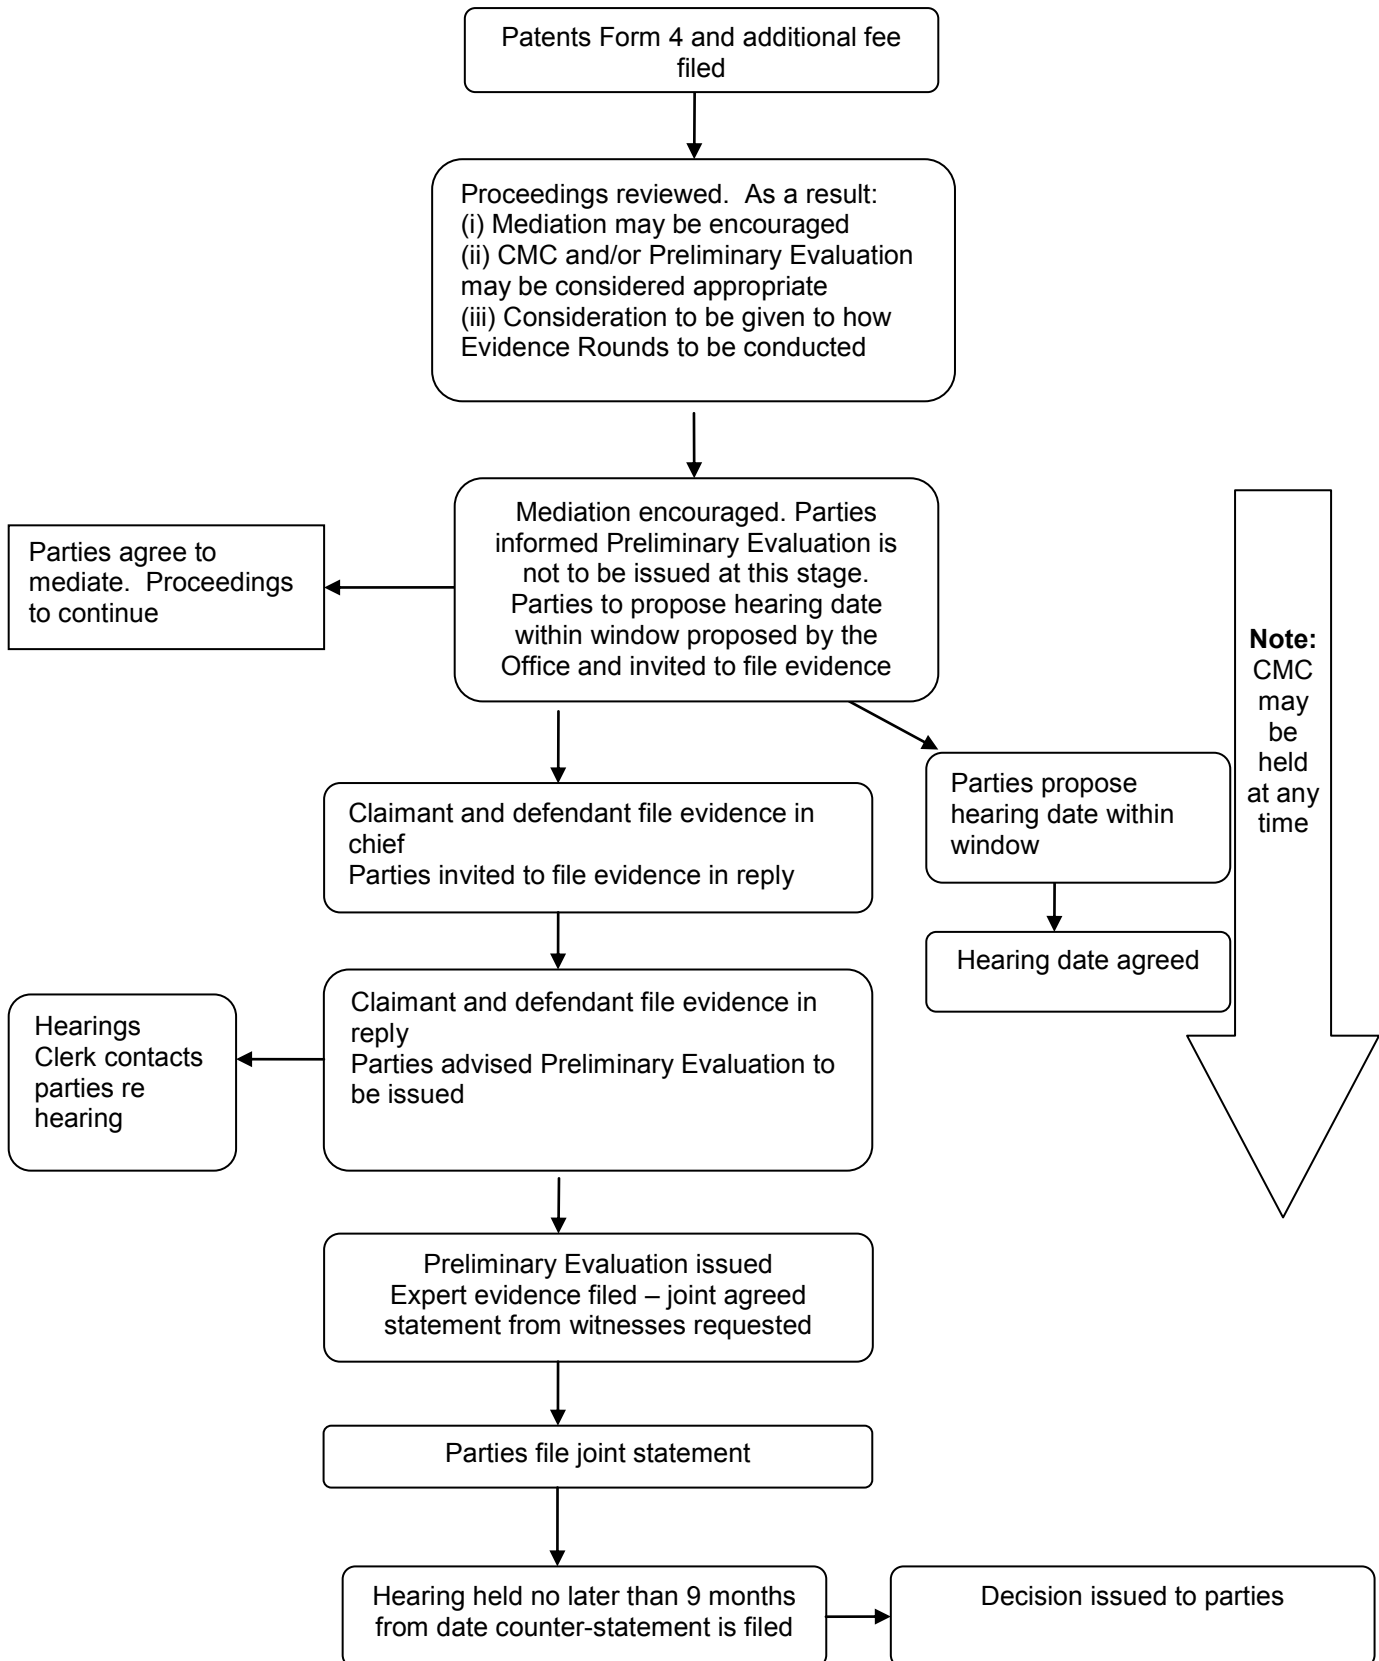 Patents Form 4 and additional fee
filed
Proceedings reviewed.  As a result:
(i) Mediation may be encouraged
(ii) CMC and/or Preliminary Evaluation
may be considered appropriate
(iii) Consideration to be given to how
Evidence Rounds to be conducted
Mediation encouraged. Parties
informed Preliminary Evaluation is
not to be issued at this stage.
Parties to propose hearing date
within window proposed by the
Office and invited to file evidence
Parties agree to
mediate.  Proceedings
to continue
Note:
CMC
may
be
held
at any
time
Parties propose
hearing date within
window
Claimant and defendant file evidence in
chief
Parties invited to file evidence in reply
Hearing date agreed
Claimant and defendant file evidence in
reply
Parties advised Preliminary Evaluation to
be issued
Hearings
Clerk contacts
parties re
hearing
Preliminary Evaluation issued
Expert evidence filed – joint agreed
statement from witnesses requested
Parties file joint statement
Hearing held no later than 9 months
from date counter-statement is filed
Decision issued to parties